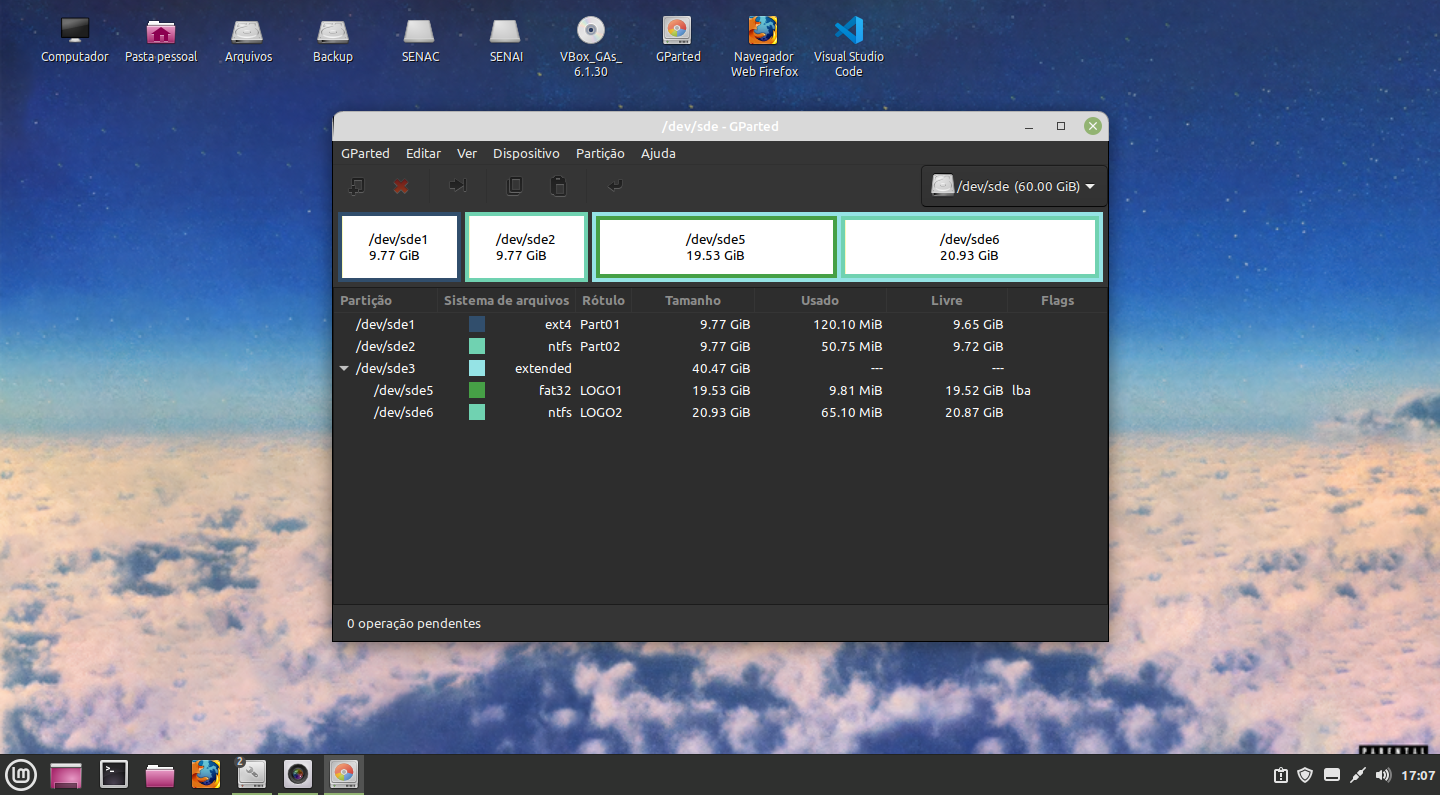 Computador
Pasta pessoal
Arquivos
Backup
SENAC
SENAI
VBox_GAs_
6.1.30
GParted
Navegador
Web Firefox
Visual Studio
Code
/dev/sde - GParted
GParted Editar Ver Dispositivo Partição Ajuda
/dev/sde (60.00 GiB)
/dev/sde1
9.77 GiB
/dev/sde2
9.77 GiB
/dev/sde5
19.53 GiB
/dev/sde6
20.93 GiB
Partição Sistema de arquivos Rótulo Tamanho Usado Livre Flags
/dev/sde1 ext4 Part01 9.77 GiB 120.10 MiB 9.65 GiB
/dev/sde2 ntfs Part02 9.77 GiB 50.75 MiB 9.72 GiB
/dev/sde3 extended 40.47 GiB --- ---
/dev/sde5 fat32 LOGO1 19.53 GiB 9.81 MiB 19.52 GiB lba
/dev/sde6 ntfs LOGO2 20.93 GiB 65.10 MiB 20.87 GiB
0 operação pendentes
2
17:07